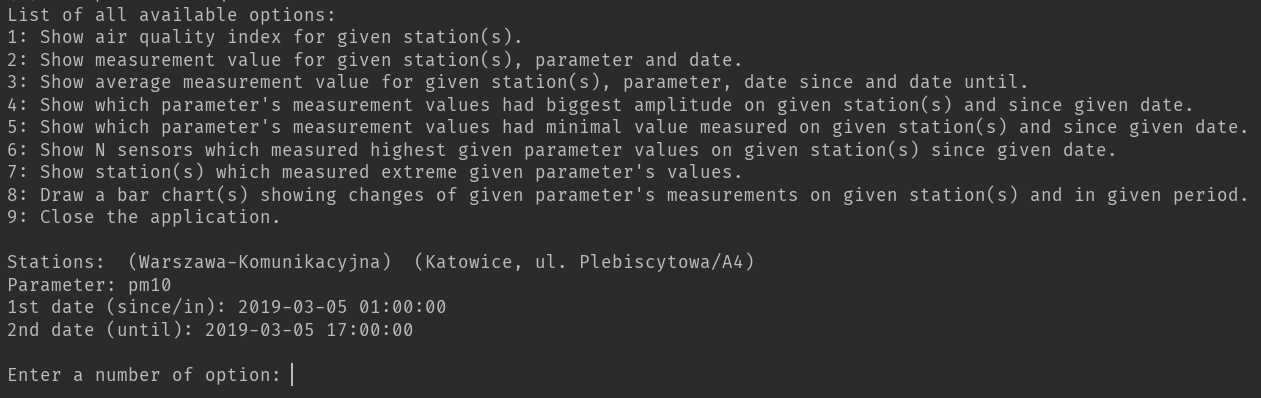 List of all available options:
1: Show air quality index for given station(s).
2: Show measurement value for given station(s), parameter and date.
3: Show average measurement value for given station(s), parameter, date since and date until.
4: Show which parameter's measurement values had biggest amplitude on given station(s) and since given date.
5: Show which parameter's measurement values had minimal value measured on given station(s) and since given date.
6: Show N sensors which measured highest given parameter values on given station(s) since given date.
7: Show station(s) which measured extreme given parameter's values.
8: Draw a bar chart(s) showing changes of given parameter's measurements on given station(s) and in given period.
9: Close the application.
Stations:  (Warszawa-Komunikacyjna)  (Katowice, ul. Plebiscytowa/A4)
Parameter: pm10
1st date (since/in): 2019-03-05 01:00:00
2nd date (until): 2019-03-05 17:00:00
Enter a number of option: